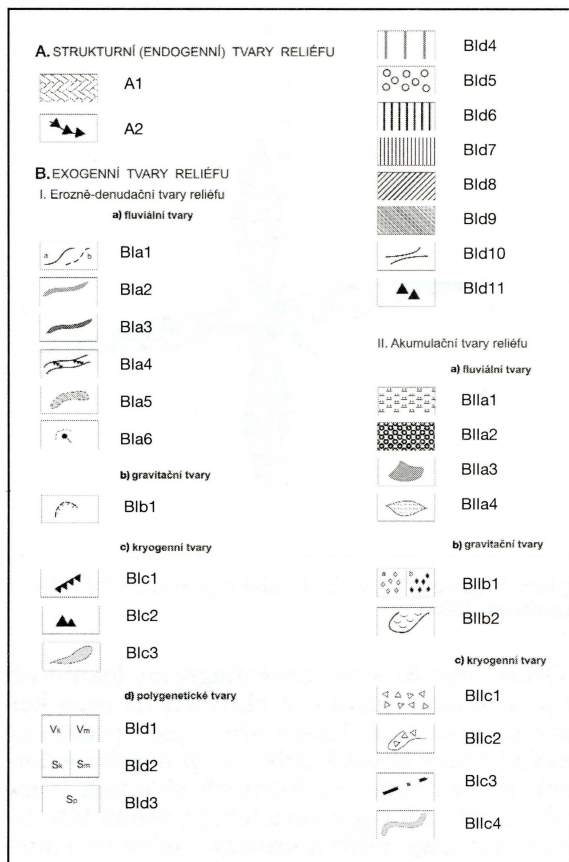 A. STRUKTURNÍ (ENDOGENNÍ) TVARY RELIÉFU
A1
A2
B. EXOGENNÍ TVARY RELIÉFU
I. Erozně-denudační tvary reliéfu
a) fluviální tvary
a b BIa1
BIa2
BIa3
BIa4
BIa5
BIa6
b) gravitační tvary
BIb1
c) kryogenní tvary
BIc1
BIc2
BIc3
d) polygenetické tvary
Vk Vm BId1
Sk Sm BId2
Sp BId3
BId4
BId5
BId6
BId7
BId8
BId9
BId10
BId11
II. Akumulační tvary reliéfu
a) fluviální tvary
BIIa1
BIIa2
BIIa3
BIIa4
b) gravitační tvary
a b BIIb1
BIIb2
c) kryogenní tvary
BIIc1
BIIc2
BIIc3
BIIc4